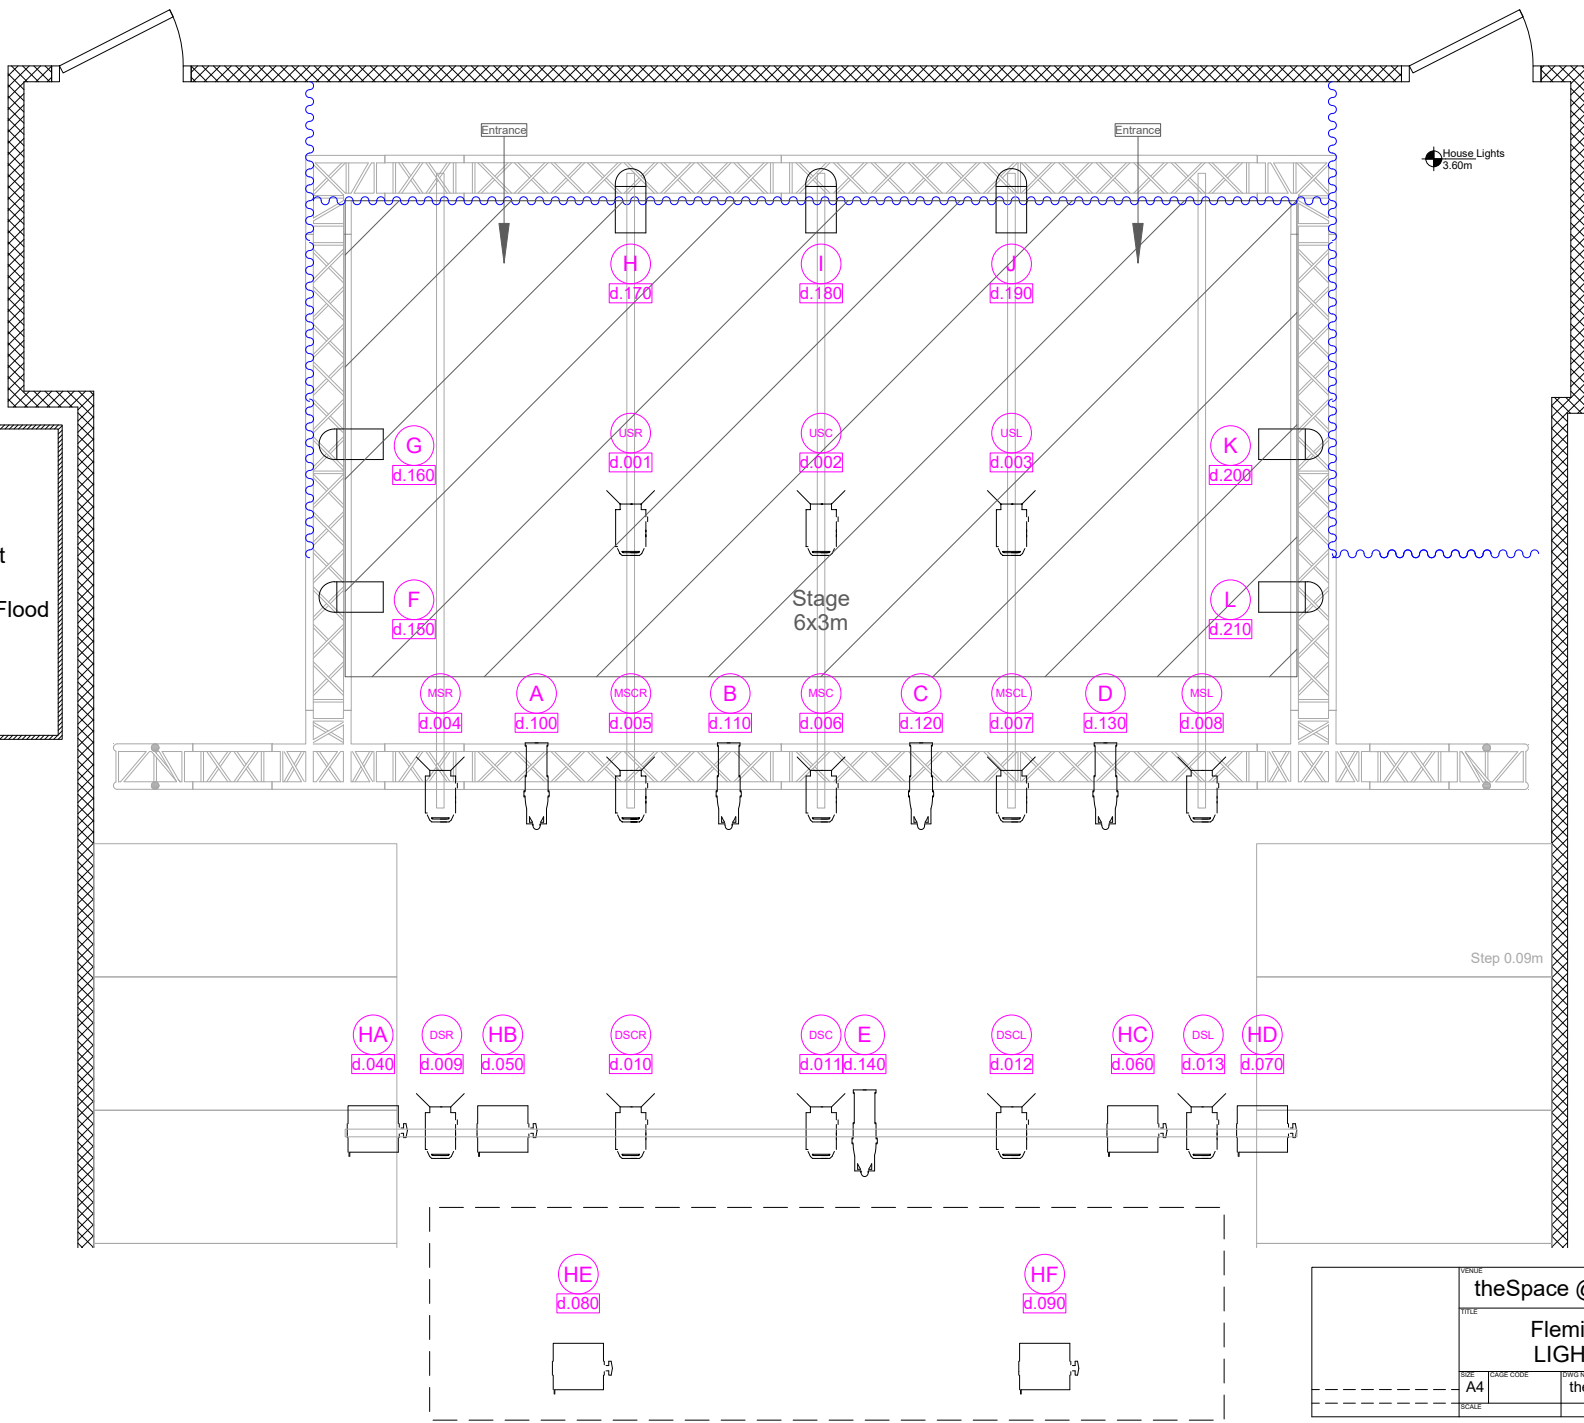 Entrance
Entrance
House Lights
3.60m
H
I
J
d.170
d.180
d.190
G
USR
USC
USL
K
d.160
d.001
d.002
d.003
d.200
t
Flood
F
Stage
6x3m
L
d.150
d.210
MSR
A
MSCR
B
MSC
C
MSCL
D
MSL
d.004
d.100
d.005
d.110
d.006
d.120
d.007
d.130
d.008
Step 0.09m
HA
DSR
HB
DSCR
DSC
E
DSCL
HC
DSL
HD
d.040
d.009
d.050
d.010
d.011
d.140
d.012
d.060
d.013
d.070
HE
HF
d.080
d.090
VENUE
theSpace @
TITLE
Flemi
LIGH
SIZE
A4
CAGE CODE
DWG N
the
SCALE